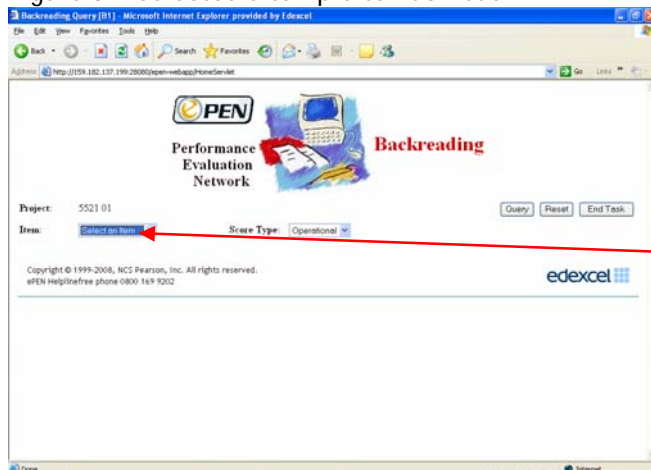 Backreading Query [B1] - Microsoft Internet Explorer provided by Edexcel
File Edit View Favorites Tools Help
Back Search Favorites
Address http://159.182.137.199:28080/epen-webapp/HomeServlet Go Links
ePEN
Performance
Evaluation
Network
Backreading
Project: 5521 01 Query Reset End Task
Item: Select an Item Score Type: Operational
Copyright © 1999-2008, NCS Pearson, Inc. All rights reserved.
ePEN Helplinefree phone 0800 169 9202
edexcel
Done Internet